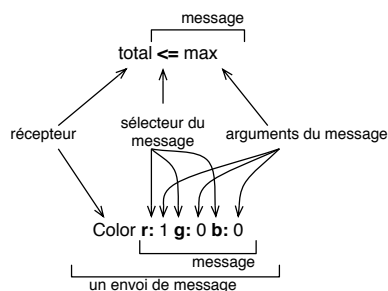 message
total <= max
récepteur
sélecteur du
message
arguments du message
Color r: 1 g: 0 b: 0
message
un envoi de message